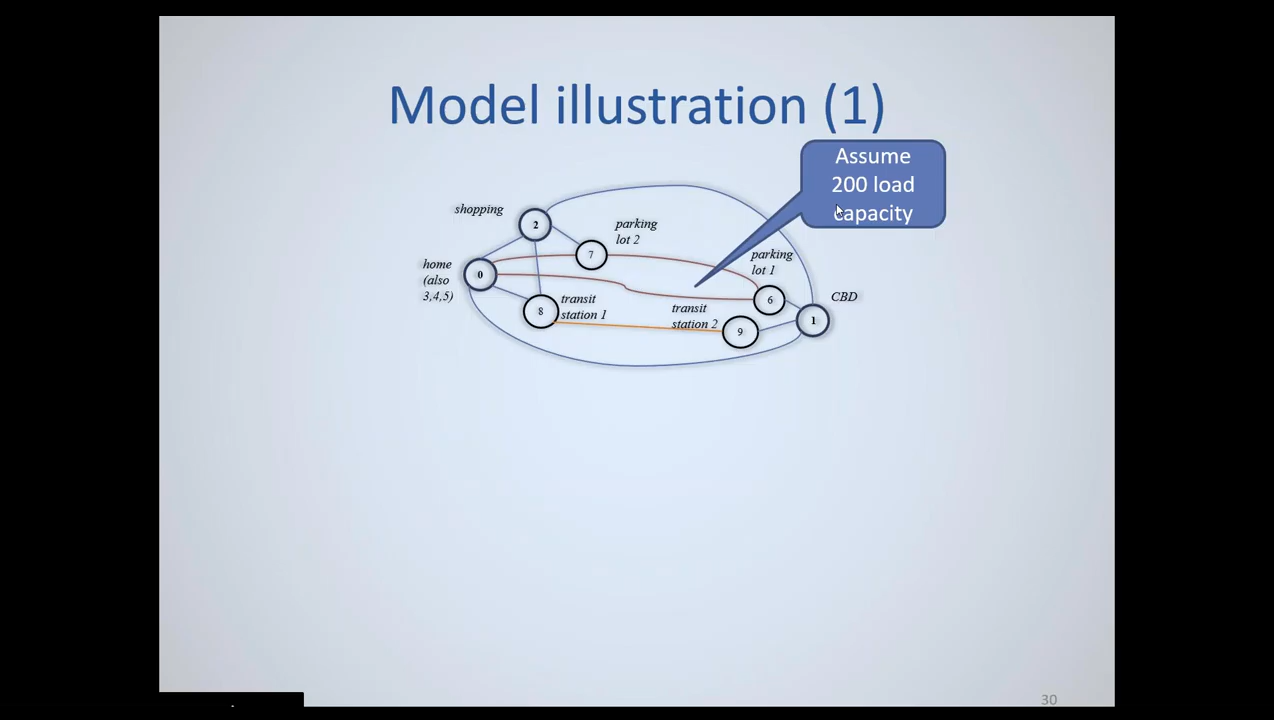 Model illustration (1)
Assume
200 load
capacity
shopping
2
parking
lot 2
7
home
(also
3,4,5)
0
parking
lot 1
6
CBD
1
8
transit
station 1
transit
station 2
9
30